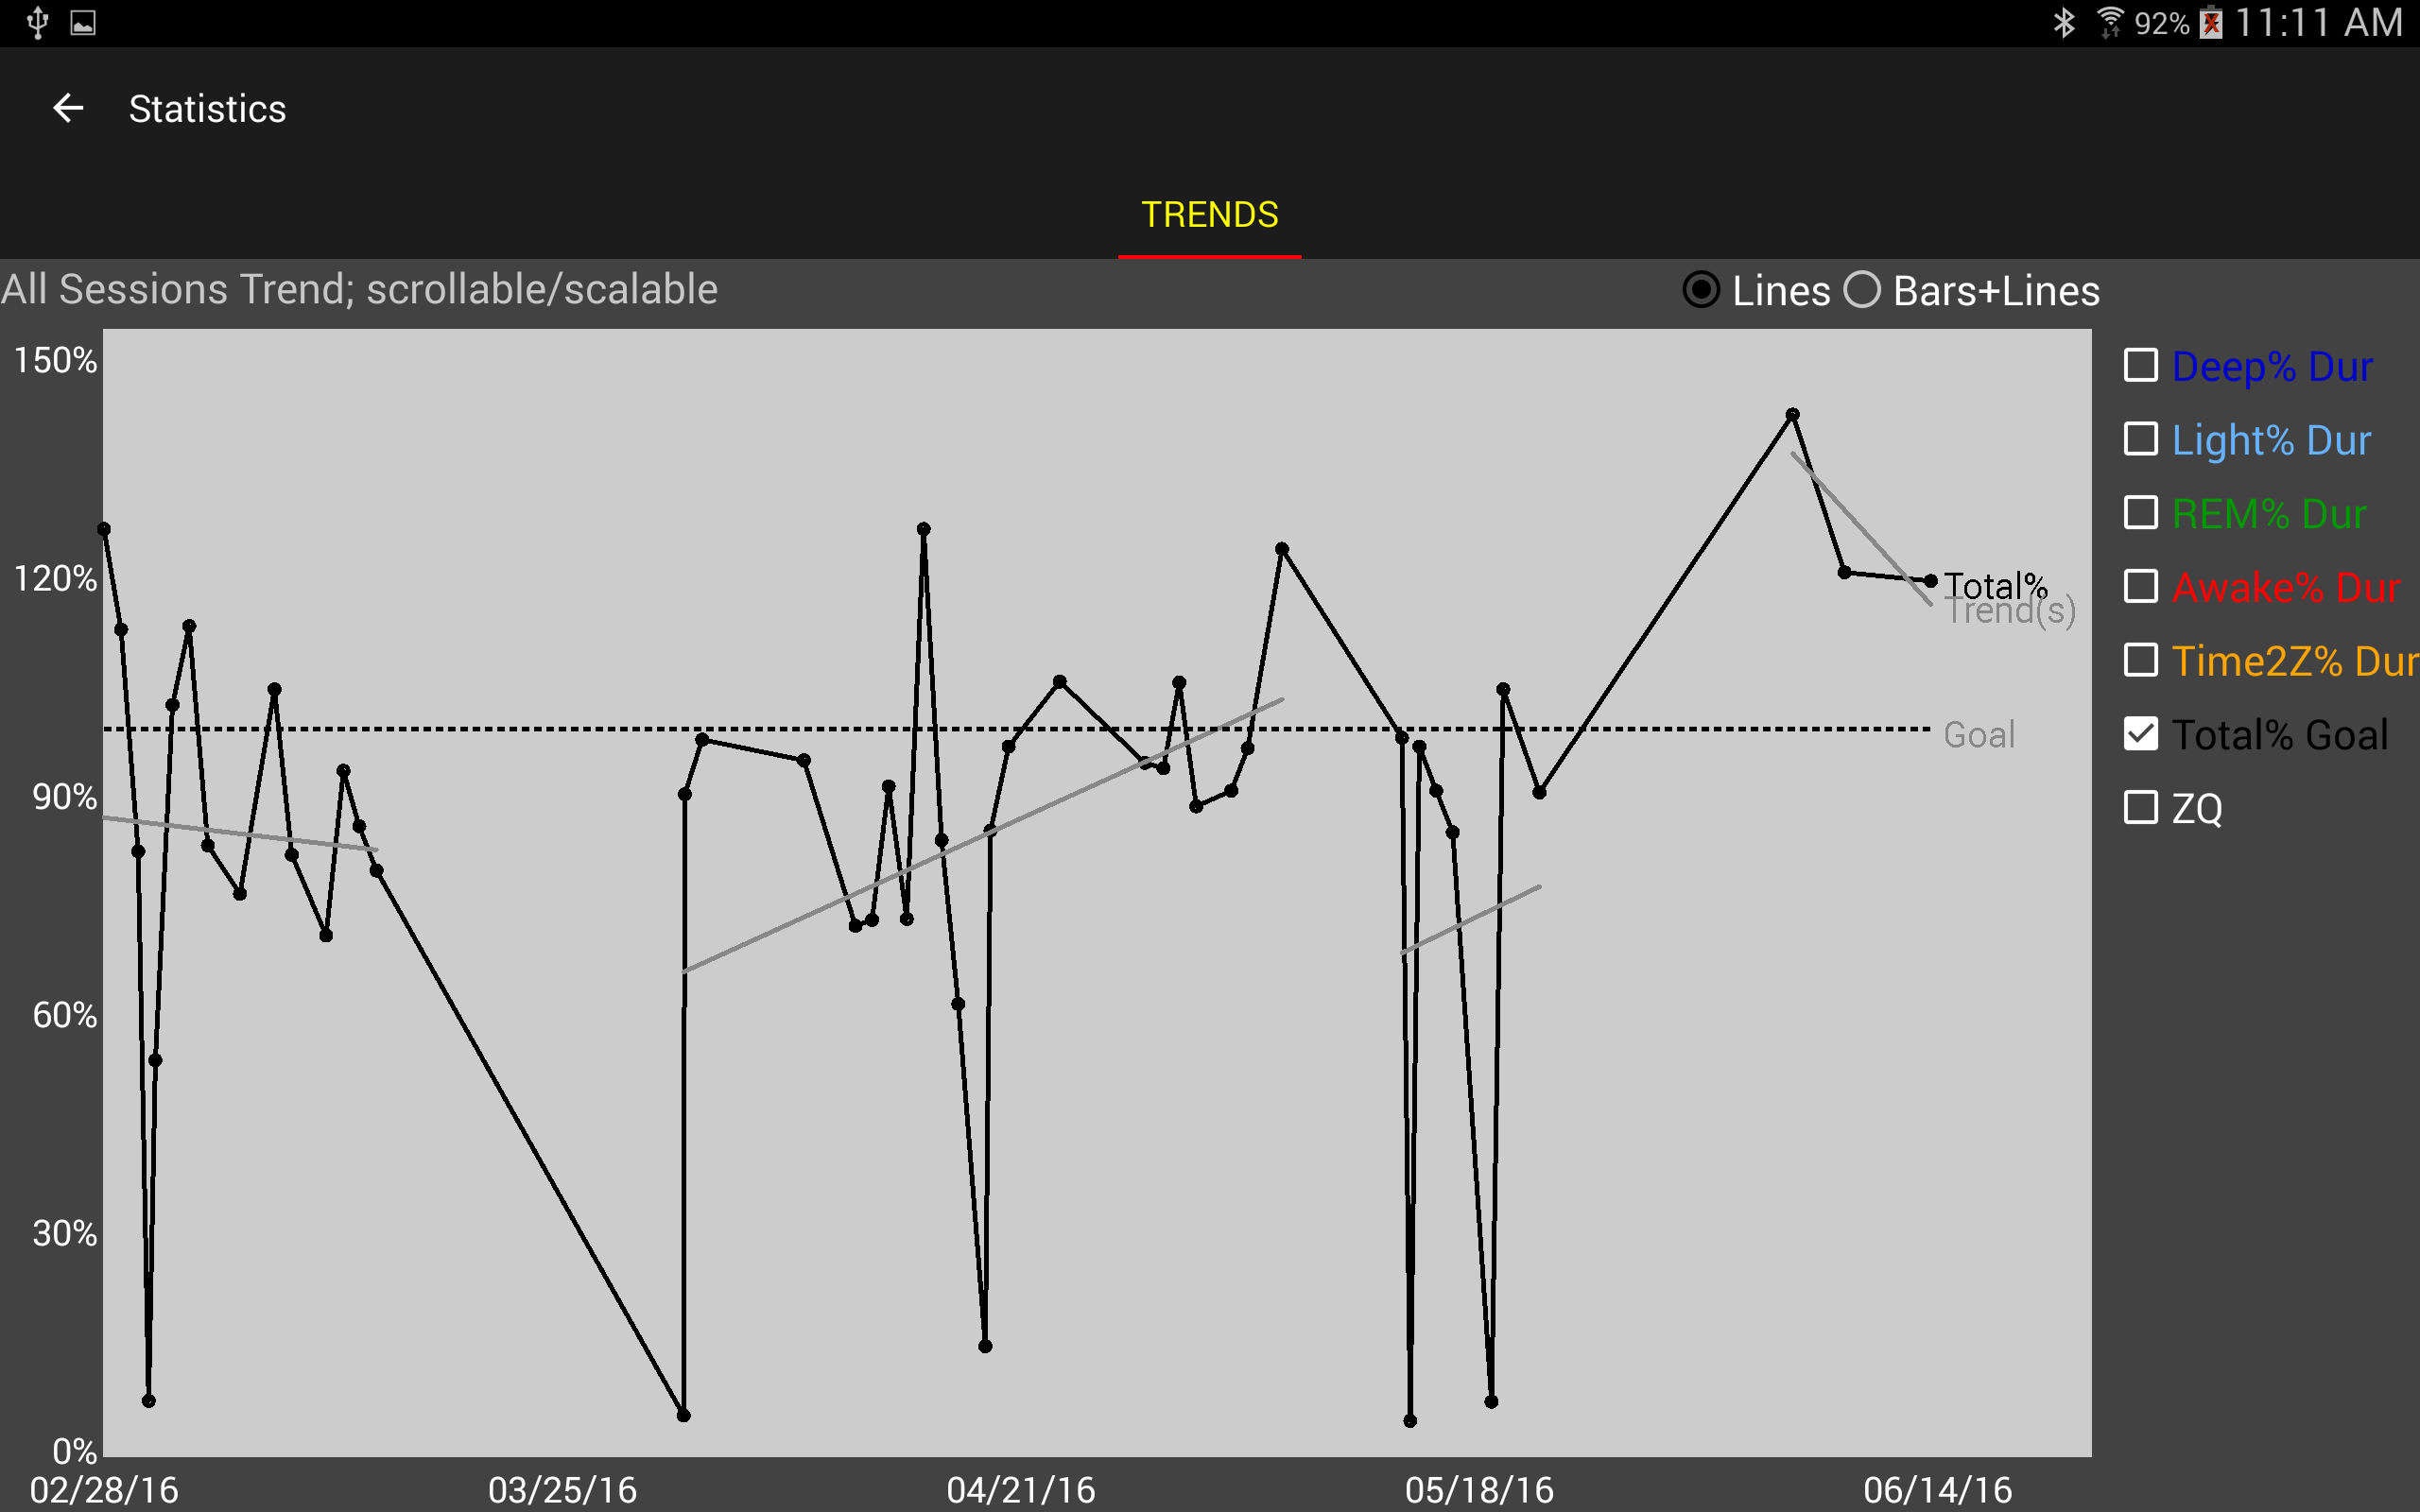 92% 11:11 AM
Statistics
TRENDS
All Sessions Trend; scrollable/scalable
Lines Bars+Lines
150%
120%
90%
60%
30%
0%
Total%
Trend(s)
Goal
Deep% Dur
Light% Dur
REM% Dur
Awake% Dur
Time2Z% Dur
Total% Goal
ZQ
02/28/16 03/25/16 04/21/16 05/18/16 06/14/16